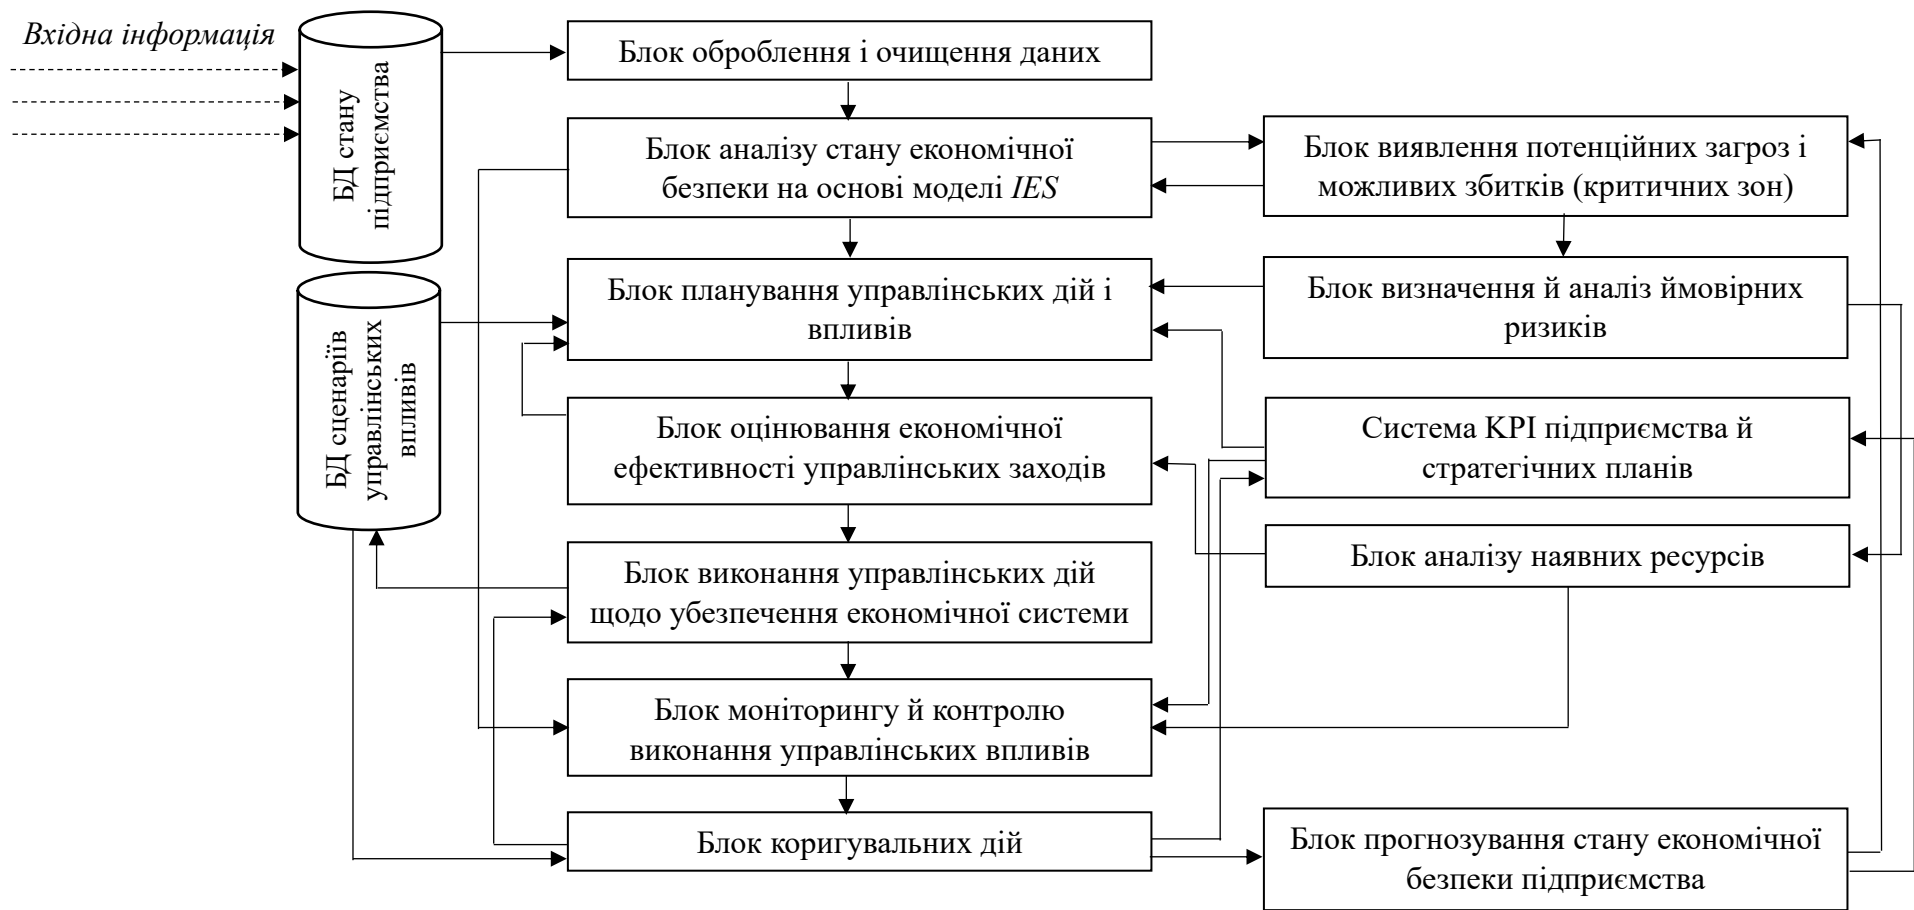 Вхідна інформація
БД стану
підприємства
Блок оброблення і очищення даних
Блок аналізу стану економічної
безпеки на основі моделі IES
Блок виявлення потенційних загроз і
можливих збитків (критичних зон)
БД сценаріїв
управлінських
впливів
Блок планування управлінських дій і
впливів
Блок визначення й аналіз ймовірних
ризиків
Блок оцінювання економічної
ефективності управлінських заходів
Система KPI підприємства й
стратегічних планів
Блок аналізу наявних ресурсів
Блок виконання управлінських дій
щодо убезпечення економічної системи
Блок моніторингу й контролю
виконання управлінських впливів
Блок коригувальних дій
Блок прогнозування стану економічної
безпеки підприємства